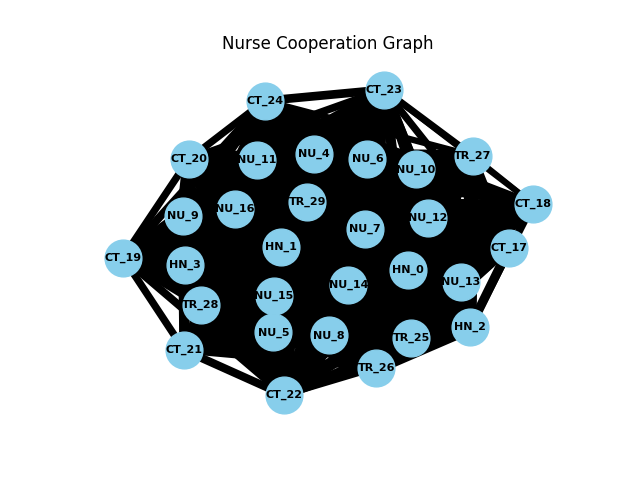 Nurse Cooperation Graph
CT_23
CT_24
NU_4
TR_27
CT_20
NU_11
NU_6
NU_10
TR_29
CT_18
NU_16
NU_9
NU_12
NU_7
HN_1
CT_17
CT_19
HN_3
HN_0
NU_13
NU_14
NU_15
TR_28
HN_2
NU_5
NU_8
TR_25
CT_21
TR_26
CT_22